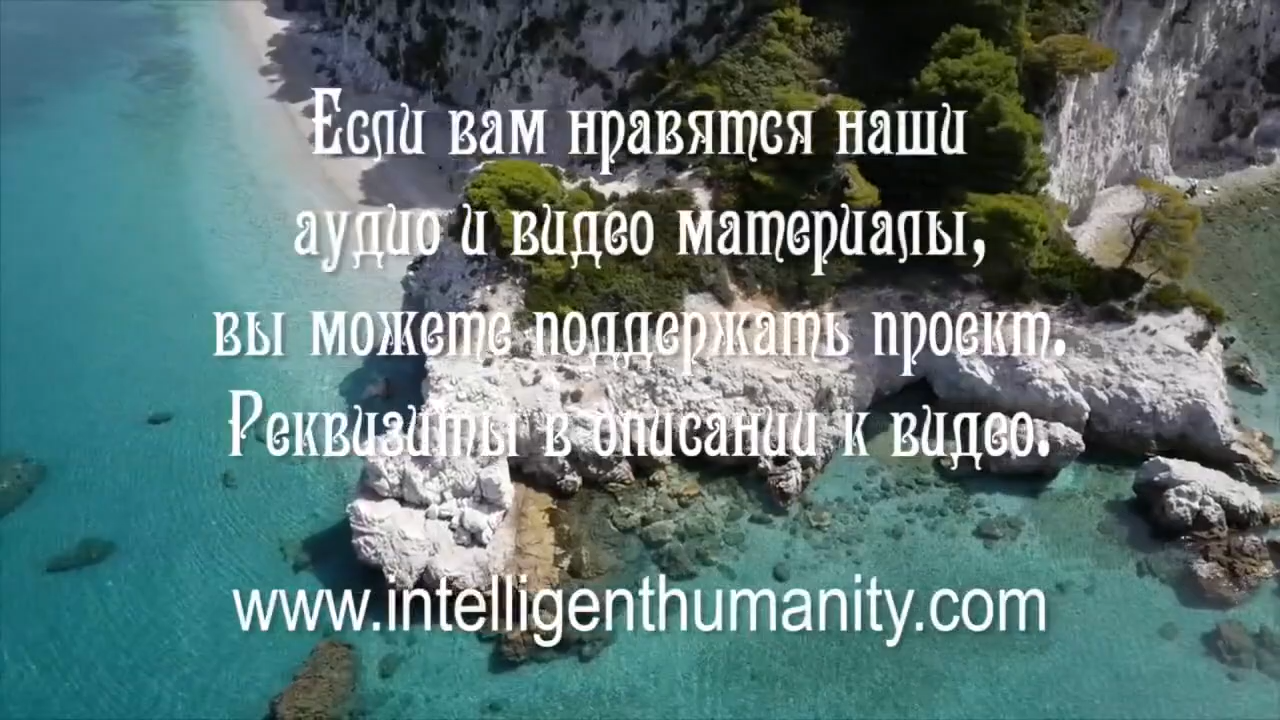 Если вам нравятся наши
аудио и видео материалы,
вы можете поддержать проект.
Реквизиты в описании к видео.
www.intelligenthumanity.com